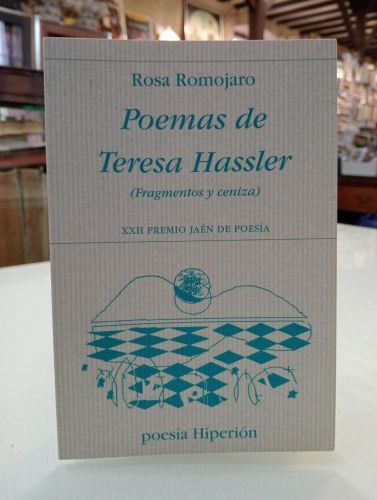 Rosa Romojaro
Poemas de
Teresa Hassler
(Fragmentos y ceniza)
XXII PREMIO JAÉN DE POESÍA
poesía Hiperión